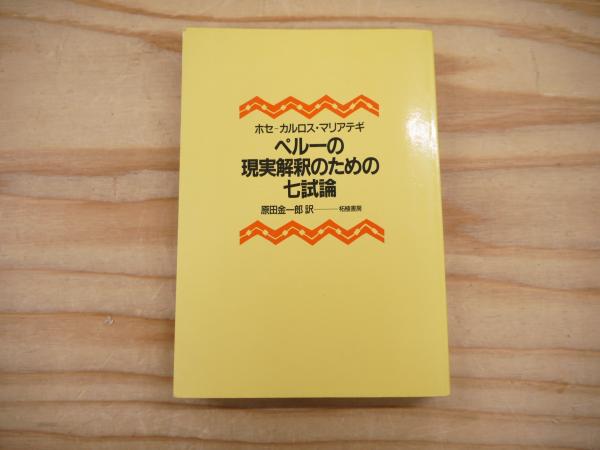 ホセ-カルロス・マリアテギ
ペルーの
現実解釈のための
七試論
原田金一郎 訳———柘植書房